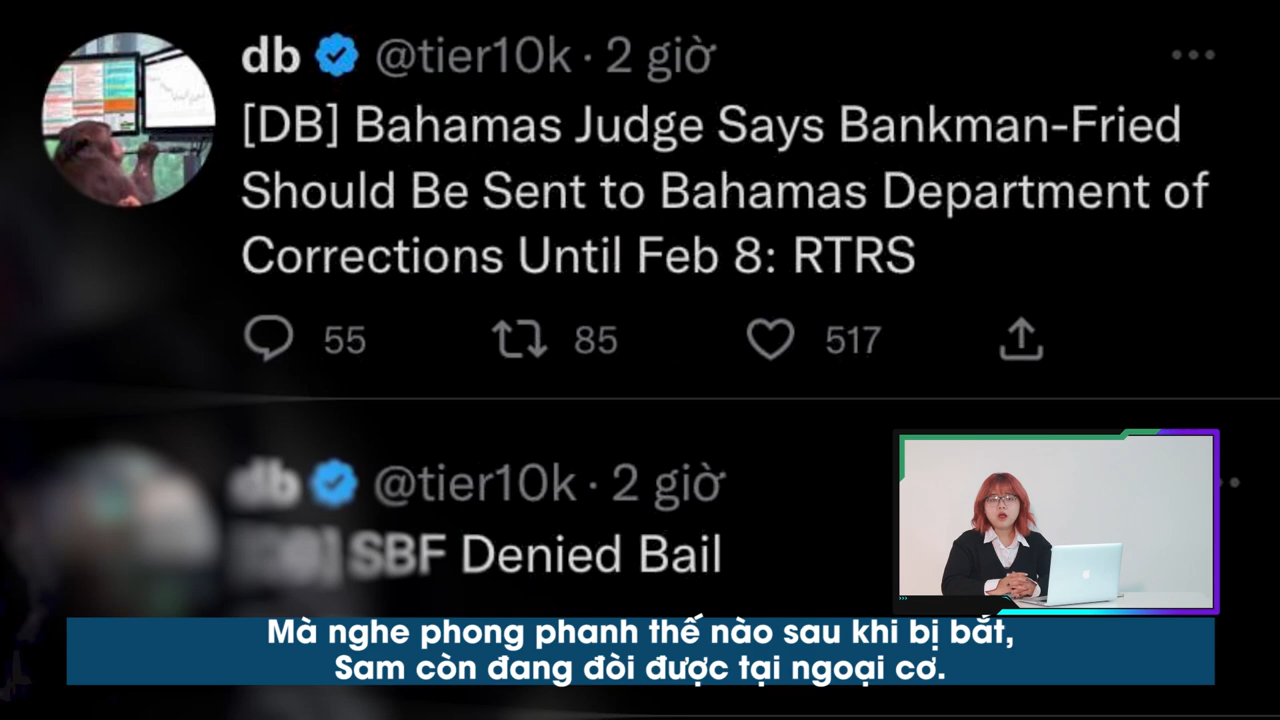 db @tier10k · 2 giờ
[DB] Bahamas Judge Says Bankman-Fried
Should Be Sent to Bahamas Department of
Corrections Until Feb 8: RTRS
55 85 517
db @tier10k · 2 giờ
SBF Denied Bail
Mà nghe phong phanh thế nào sau khi bị bắt,
Sam còn đang đòi được tại ngoại cơ.